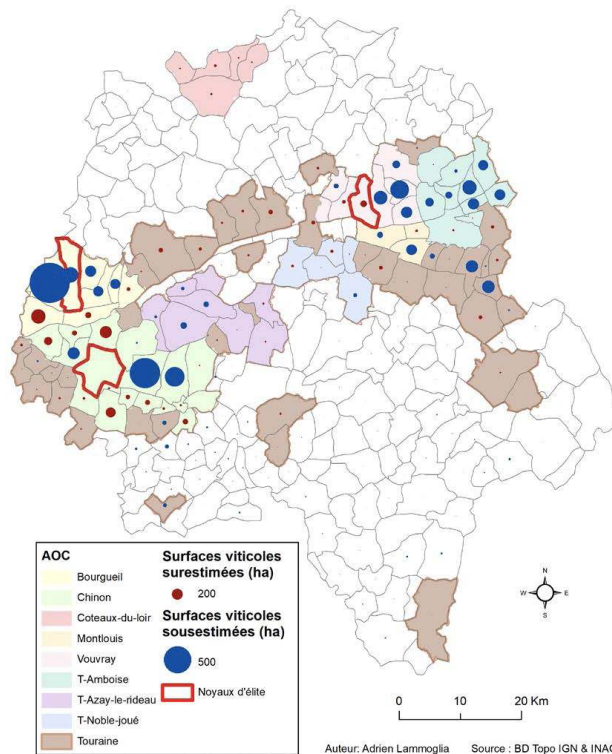 AOC
Bourgueil
Chinon
Coteaux-du-loir
Montlouis
Vouvray
T-Amboise
T-Azay-le-rideau
T-Noble-joué
Touraine
Surfaces viticoles
surestimées (ha)
200
Surfaces viticoles
sousestimées (ha)
500
Noyaux d'élite
N
W E
S
0 10 20 Km
Auteur: Adrien Lammoglia Source : BD Topo IGN & INAO